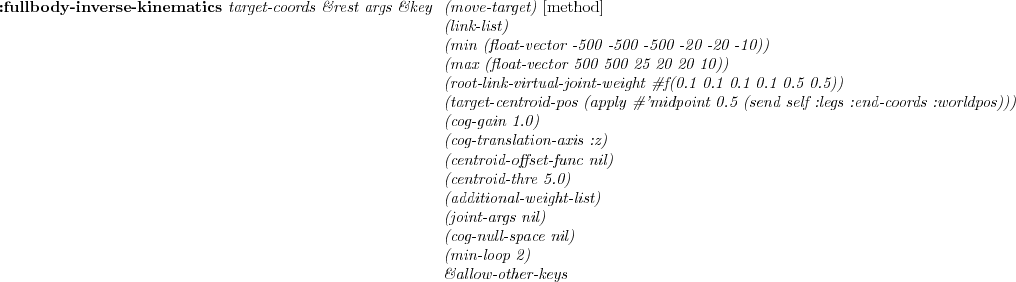 :fullbody-inverse-kinematics target-coords &rest args &key (move-target) [method]
(link-list)
(min (float-vector -500 -500 -500 -20 -20 -10))
(max (float-vector 500 500 25 20 20 10))
(root-link-virtual-joint-weight #f(0.1 0.1 0.1 0.1 0.5 0.5))
(target-centroid-pos (apply #'midpoint 0.5 (send self :legs :end-coords :worldpos)))
(cog-gain 1.0)
(cog-translation-axis :z)
(centroid-offset-func nil)
(centroid-thre 5.0)
(additional-weight-list)
(joint-args nil)
(cog-null-space nil)
(min-loop 2)
&allow-other-keys